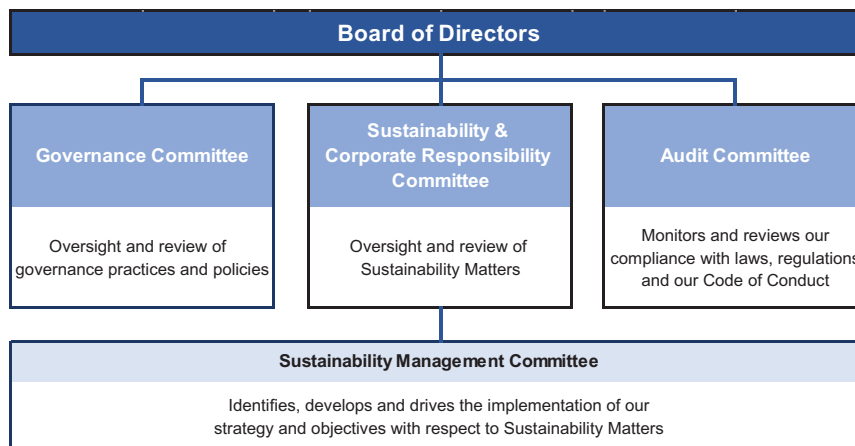 Board of Directors
Governance Committee
Oversight and review of
governance practices and policies
Sustainability &
Corporate Responsibility
Committee
Oversight and review of
Sustainability Matters
Audit Committee
Monitors and reviews our
compliance with laws, regulations
and our Code of Conduct
Sustainability Management Committee
Identifies, develops and drives the implementation of our
strategy and objectives with respect to Sustainability Matters